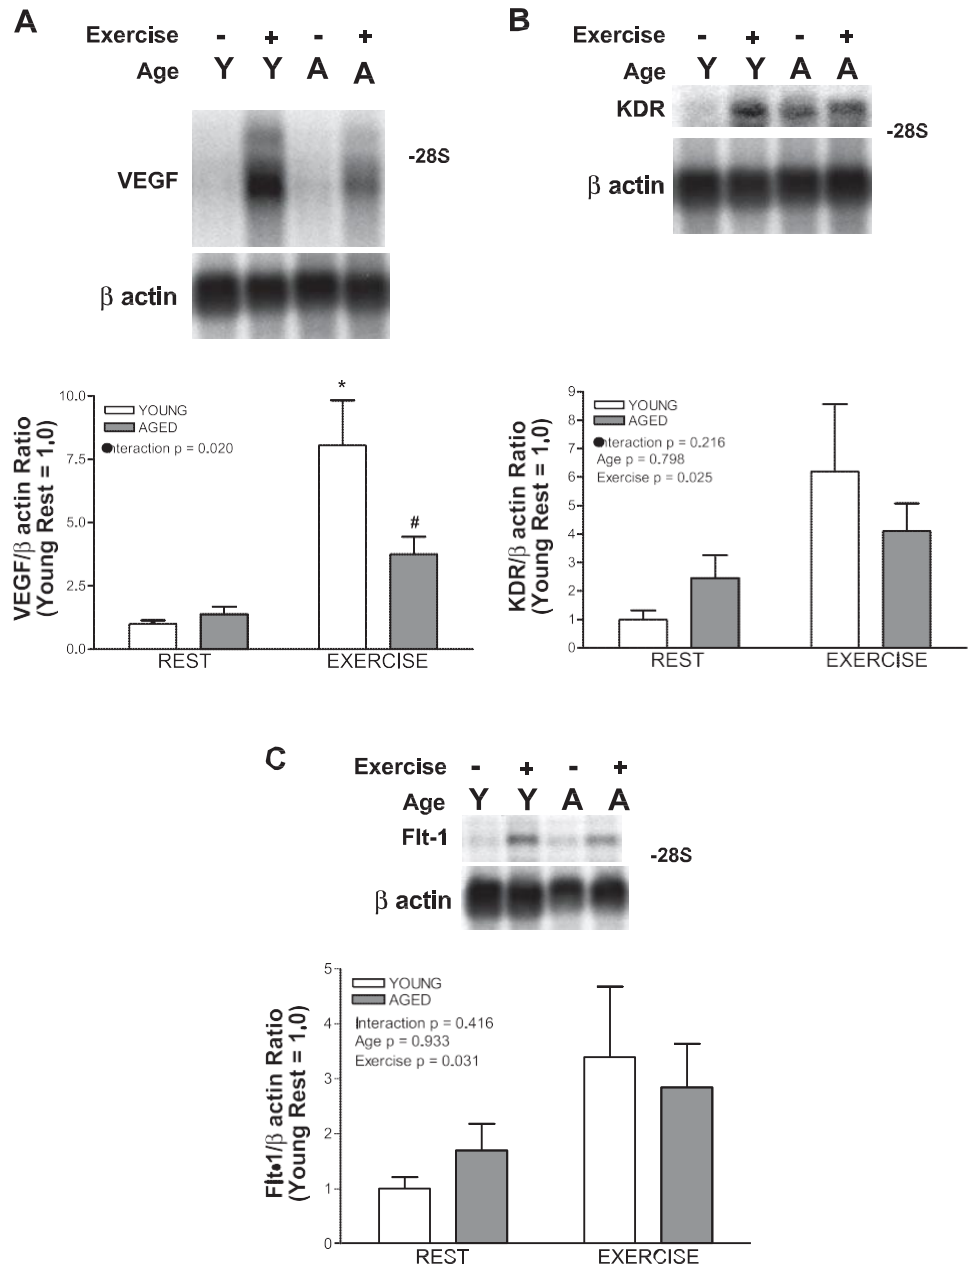 A
Exercise - + - +
Age Y Y A A
VEGF
-28S
β actin
VEGF/β actin Ratio
(Young Rest = 1.0)
10.0
7.5
5.0
2.5
0.0
YOUNG
AGED
Interaction p = 0.020
*
#
REST EXERCISE
B
Exercise - + - +
Age Y Y A A
KDR
-28S
β actin
KDR/β actin Ratio
(Young Rest = 1.0)
9
8
7
6
5
4
3
2
1
0
YOUNG
AGED
Interaction p = 0.216
Age p = 0.798
Exercise p = 0.025
REST EXERCISE
C
Exercise - + - +
Age Y Y A A
Flt-1
-28S
β actin
Flt•1/β actin Ratio
(Young Rest = 1.0)
5
4
3
2
1
0
YOUNG
AGED
Interaction p = 0.416
Age p = 0.933
Exercise p = 0.031
REST EXERCISE